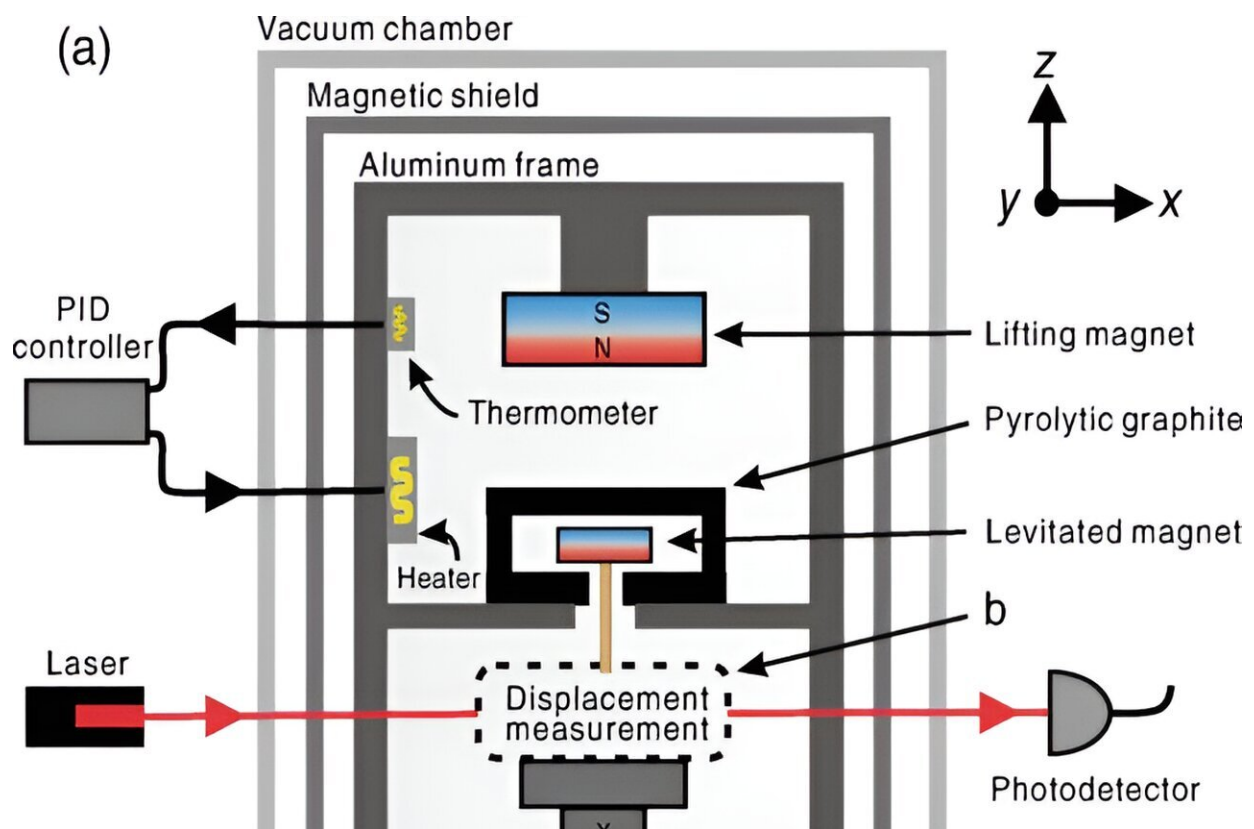 (a)
Vacuum chamber
Magnetic shield
Aluminum frame
z
y
x
PID
controller
S
N
Lifting magnet
Thermometer
Pyrolytic graphite
Levitated magnet
Heater
b
Laser
Displacement
measurement
Photodetector